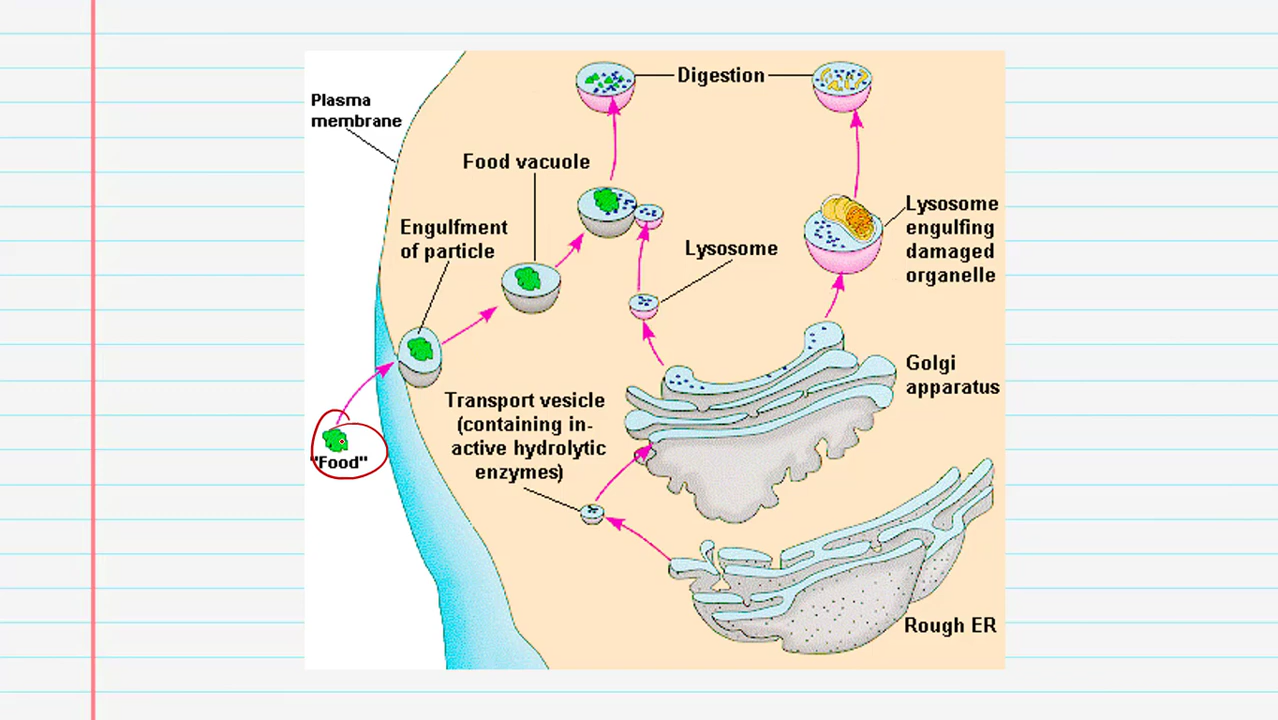 Digestion
Plasma
membrane
Food vacuole
Engulfment
of particle
Lysosome
Lysosome
engulfing
damaged
organelle
Golgi
apparatus
Transport vesicle
(containing in-
active hydrolytic
enzymes)
"Food"
Rough ER